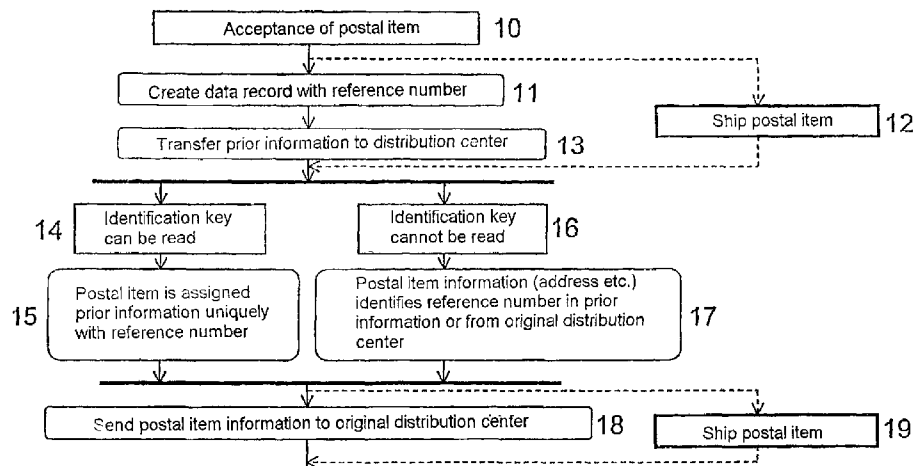 Acceptance of postal item
10
Create data record with reference number
11
Ship postal item
12
Transfer prior information to distribution center
13
14
Identification key
can be read
Identification key
cannot be read
16
15
Postal item is assigned
prior information uniquely
with reference number
Postal item information (address etc.)
identifies reference number in prior
information or from original distribution
center
17
Send postal item information to original distribution center
18
Ship postal item
19